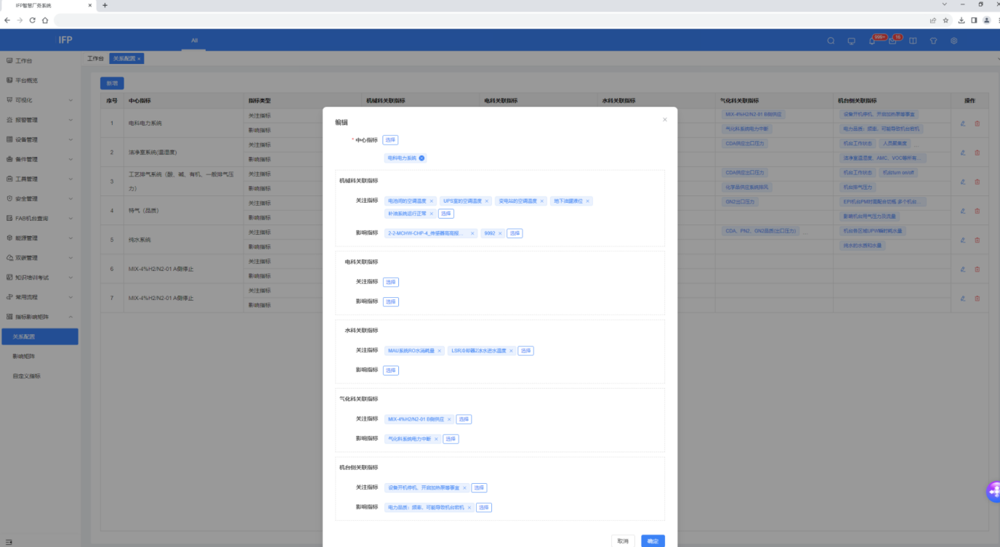 IFP智慧厂务系统
IFP
All
999+
15
工作台
平台概览
可视化
报警管理
设备管理
备件管理
工具管理
安全管理
FAB机台查询
能源管理
双碳管理
知识培训考试
常用流程
指标影响矩阵
关系配置
影响矩阵
自定义指标
工作台
关系配置
新增
序号 中心指标 指标类型 机械科关联指标 电科关联指标 水科关联指标 气化科关联指标 机台侧关联指标 操作
1 电科电力系统 关注指标 MIX-4%H2/N2-01 B侧供应 设备开机停机、开启加热原等事宜
影响指标 气化科系统电力中断 电力品质：频率、可能导致机台宕机
2 洁净室系统(温湿度) 关注指标 CDA供应出口压力 机台工作状态 人员聚集度 ...
影响指标 洁净室温湿度、AMC、VOC等所有...
3 工艺排气系统（酸、碱、有机、一般排气压力） 关注指标 CDA供应出口压力 机台工作状态 机台turn on/off
影响指标 化学品供应系统排风 机台排气压力
4 特气（品质） 关注指标 GN2出口压力 EPI机台PM时需配合切瓶 多个机台...
影响指标 影响机台用气压力及流量
5 纯水系统 关注指标 CDA、PN2、GN2品质(出口压力) ... 机台各区域UPW瞬时耗水量
影响指标 纯水的水质和水量
6 MIX-4%H2/N2-01 A侧停止 关注指标
影响指标
7 MIX-4%H2/N2-01 A侧停止 关注指标
影响指标
编辑
* 中心指标 选择
电科电力系统
机械科关联指标
关注指标 电池间的空调温度 UPS室的空调温度 变电站的空调温度 地下油罐液位
补油系统运行正常 选择
影响指标 2-2-MCHW-CHP-4_传感器高高报... 9092 选择
电科关联指标
关注指标 选择
影响指标 选择
水科关联指标
关注指标 MAU系统RO水消耗量 LSR冷却器2冰水进水温度 选择
影响指标 选择
气化科关联指标
关注指标 MIX-4%H2/N2-01 B侧供应 选择
影响指标 气化科系统电力中断 选择
机台侧关联指标
关注指标 设备开机停机、开启加热原等事宜 选择
影响指标 电力品质：频率、可能导致机台宕机 选择
取消 确定